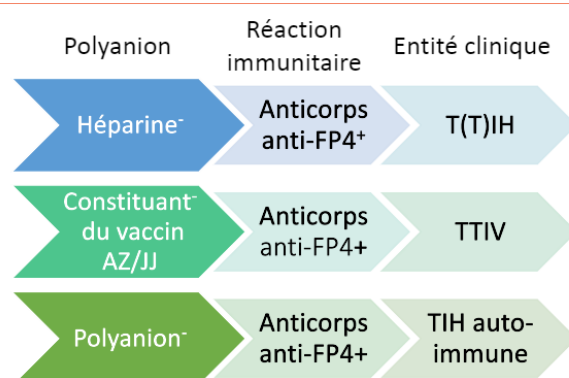 Polyanion
Réaction
immunitaire
Entité clinique
Héparine⁻
Anticorps
anti-FP4⁺
T(T)IH
Constituant⁻
du vaccin
AZ/JJ
Anticorps
anti-FP4+
TTIV
Polyanion⁻
Anticorps
anti-FP4+
TIH auto-
immune